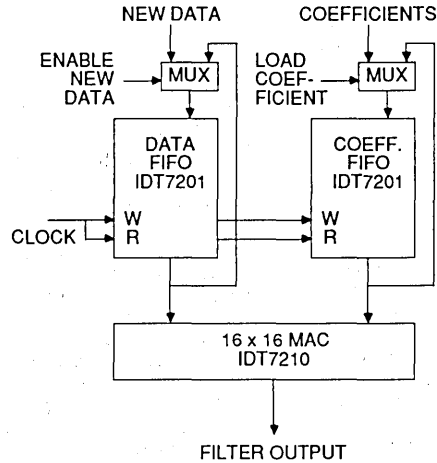 NEW DATA
COEFFICIENTS
ENABLE
NEW
DATA
MUX
LOAD
COEF-
FICIENT
MUX
DATA
FIFO
IDT7201
W
R
COEFF.
FIFO
IDT7201
W
R
CLOCK
16 x 16 MAC
IDT7210
FILTER OUTPUT